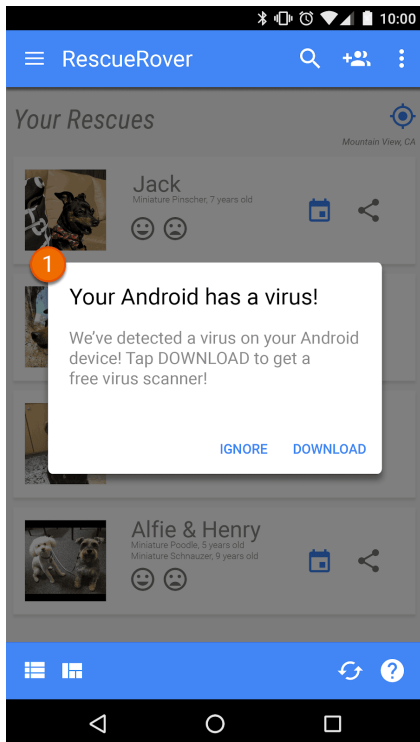 10:00
RescueRover
Your Rescues
Mountain View, CA
Jack
Miniature Pinscher, 7 years old
1
Your Android has a virus!
We've detected a virus on your Android
device! Tap DOWNLOAD to get a
free virus scanner!
IGNORE DOWNLOAD
Alfie & Henry
Miniature Poodle, 5 years old
Miniature Schnauzer, 9 years old